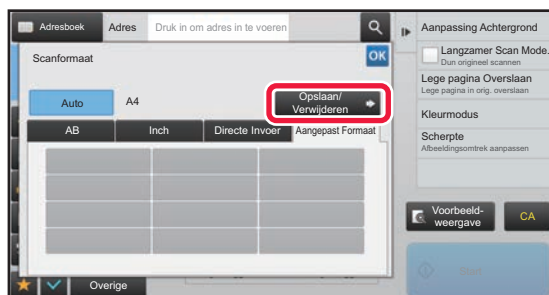 Adresboek
Adres
Druk in om adres in te voeren
Scanformaat
OK
Auto
A4
Opslaan/
Verwijderen
AB
Inch
Directe Invoer
Aangepast Formaat
Overige
Aanpassing Achtergrond
Langzamer Scan Mode.
Dun origineel scannen
Lege pagina Overslaan
Lege pagina in orig. overslaan
Kleurmodus
Scherpte
Afbeeldingsomtrek aanpassen
Voorbeeld-
weergave
CA
Start